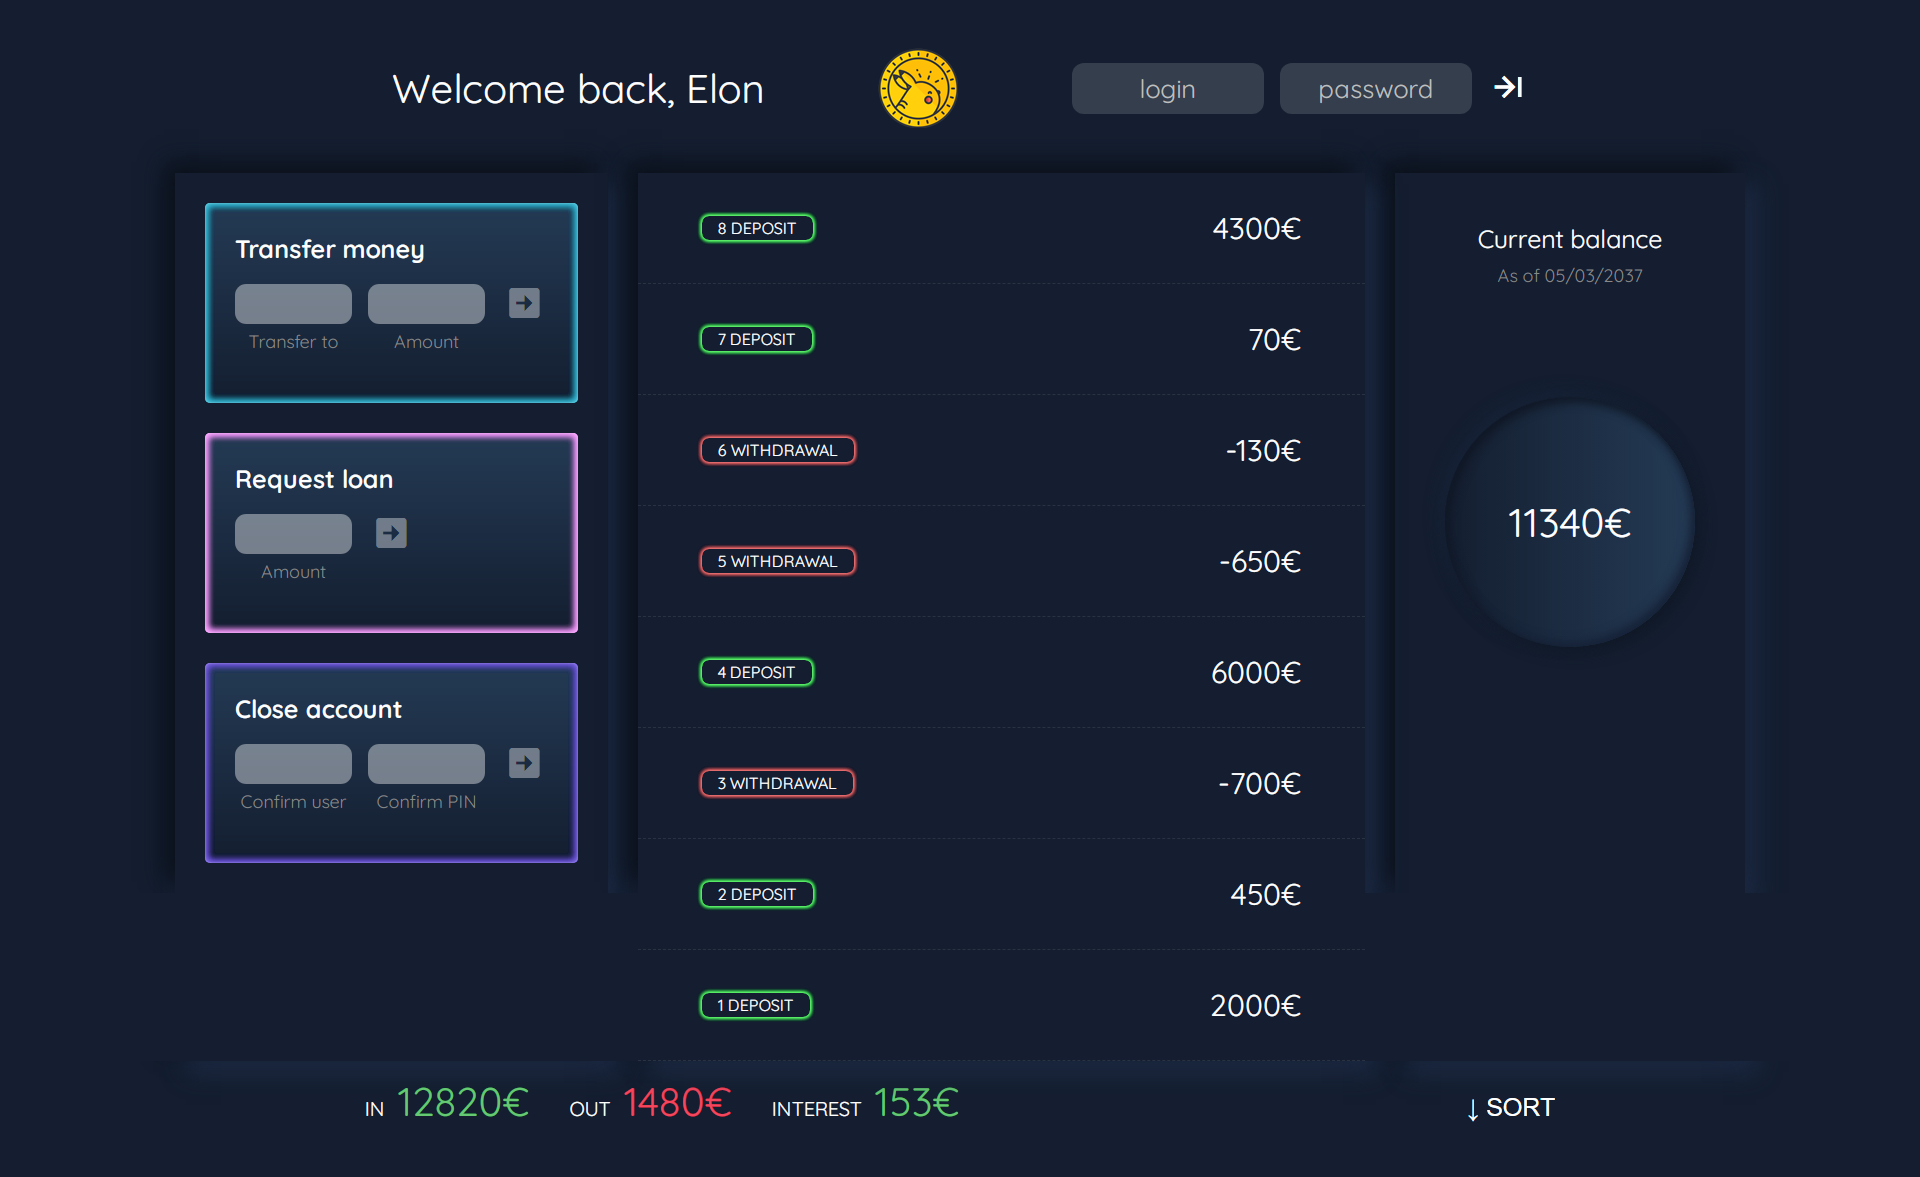 Welcome back, Elon
login
password
Transfer money
Transfer to
Amount
Request loan
Amount
Close account
Confirm user
Confirm PIN
8 DEPOSIT 4300€
7 DEPOSIT 70€
6 WITHDRAWAL -130€
5 WITHDRAWAL -650€
4 DEPOSIT 6000€
3 WITHDRAWAL -700€
2 DEPOSIT 450€
1 DEPOSIT 2000€
Current balance
As of 05/03/2037
11340€
IN 12820€ OUT 1480€ INTEREST 153€
↓ SORT